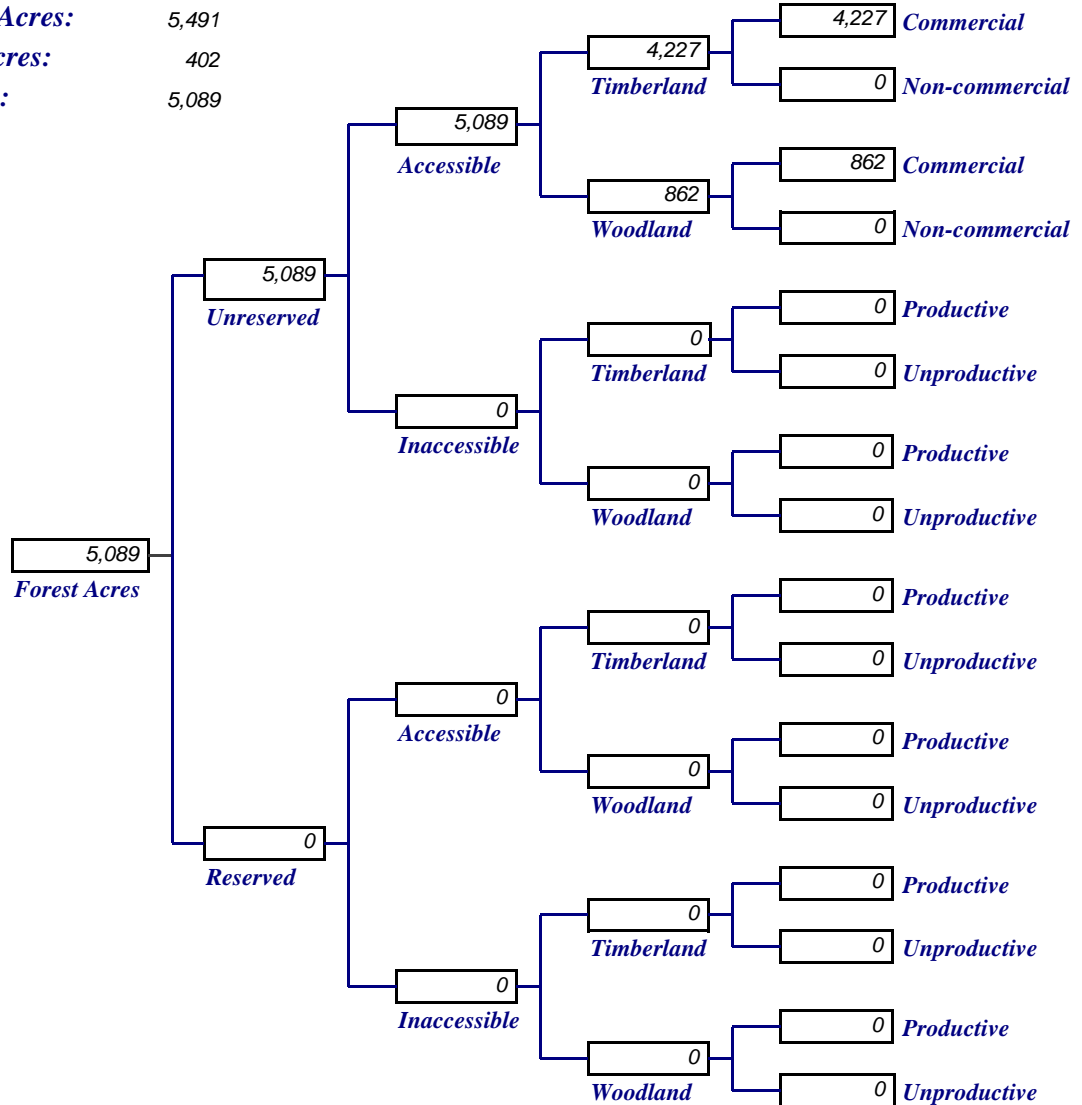 Acres: 5,491
cres: 402
: 5,089
4,227 Commercial
4,227
Timberland
0 Non-commercial
5,089
Accessible
862 Commercial
862
Woodland
0 Non-commercial
5,089
Unreserved
0 Productive
0
Timberland
0 Unproductive
0
Inaccessible
0 Productive
0
Woodland
0 Unproductive
5,089
Forest Acres
0 Productive
0
Timberland
0 Unproductive
0
Accessible
0 Productive
0
Woodland
0 Unproductive
0
Reserved
0 Productive
0
Timberland
0 Unproductive
0
Inaccessible
0 Productive
0
Woodland
0 Unproductive